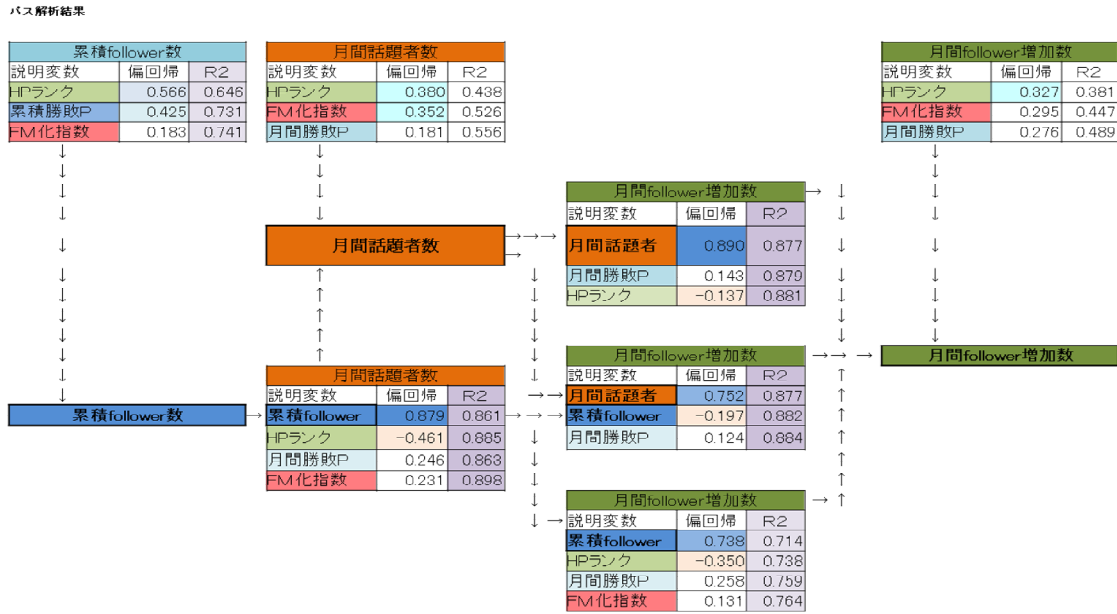 パス解析結果
累積follower数
説明変数 偏回帰 R2
HPランク 0.566 0.646
累積勝敗P 0.425 0.731
FM化指数 0.183 0.741
月間話題者数
説明変数 偏回帰 R2
HPランク 0.380 0.438
FM化指数 0.352 0.526
月間勝敗P 0.181 0.556
月間follower増加数
説明変数 偏回帰 R2
HPランク 0.327 0.381
FM化指数 0.295 0.447
月間勝敗P 0.276 0.489
月間話題者数
月間follower増加数
説明変数 偏回帰 R2
月間話題者 0.890 0.877
月間勝敗P 0.143 0.879
HPランク -0.137 0.881
累積follower数
月間話題者数
説明変数 偏回帰 R2
累積follower 0.879 0.861
HPランク -0.461 0.885
月間勝敗P 0.246 0.863
FM化指数 0.231 0.898
月間follower増加数
説明変数 偏回帰 R2
月間話題者 0.752 0.877
累積follower -0.197 0.882
月間勝敗P 0.124 0.884
月間follower増加数
月間follower増加数
説明変数 偏回帰 R2
累積follower 0.738 0.714
HPランク -0.350 0.738
月間勝敗P 0.258 0.759
FM化指数 0.131 0.764